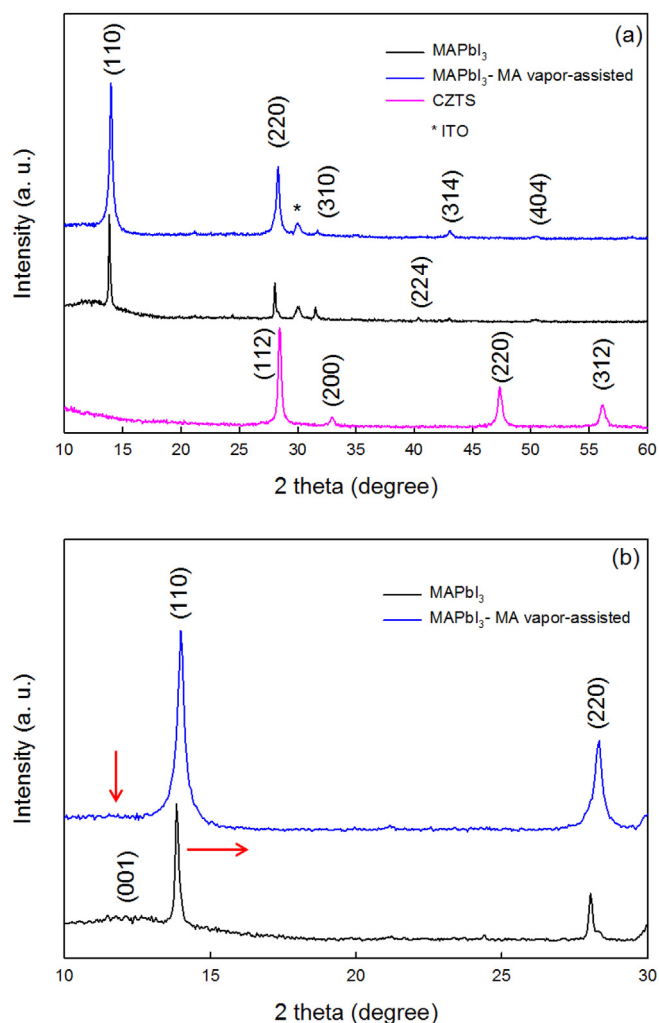 (a)
MAPbI₃
MAPbI₃- MA vapor-assisted
CZTS
* ITO
(110)
(220)
*
(310)
(314)
(404)
(224)
(112)
(200)
(220)
(312)
Intensity (a. u.)
10 15 20 25 30 35 40 45 50 55 60
2 theta (degree)
(b)
MAPbI₃
MAPbI₃- MA vapor-assisted
(110)
(220)
(001)
Intensity (a. u.)
10 15 20 25 30
2 theta (degree)